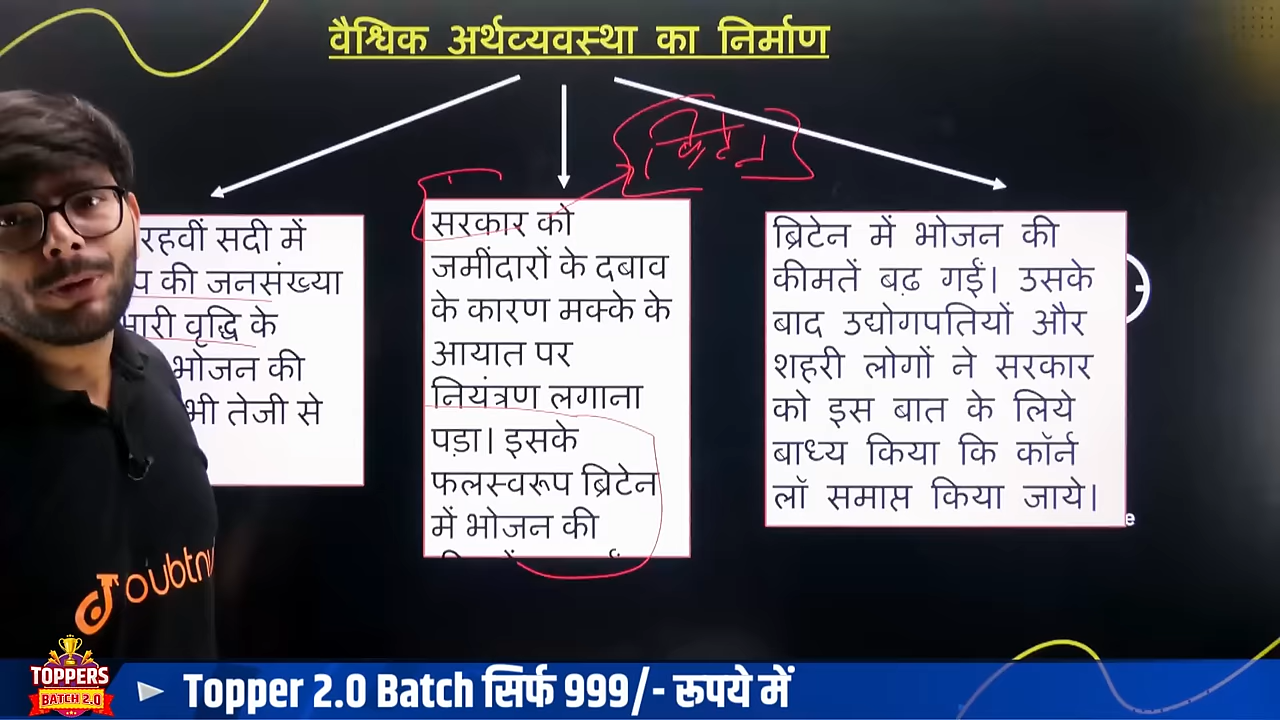 वैश्विक अर्थव्यवस्था का निर्माण
ब्रिटेन
रहवीं सदी में
प की जनसंख्या
भारी वृद्धि के
भोजन की
भी तेजी से
सरकार को
जमींदारों के दबाव
के कारण मक्के के
आयात पर
नियंत्रण लगाना
पड़ा। इसके
फलस्वरूप ब्रिटेन
में भोजन की
ब्रिटेन में भोजन की
कीमतें बढ़ गईं। उसके
बाद उद्योगपतियों और
शहरी लोगों ने सरकार
को इस बात के लिये
बाध्य किया कि कॉर्न
लॉ समाप्त किया जाये।
e
doubtnu
TOPPERS
BATCH 2.0
Topper 2.0 Batch सिर्फ 999/- रूपये में